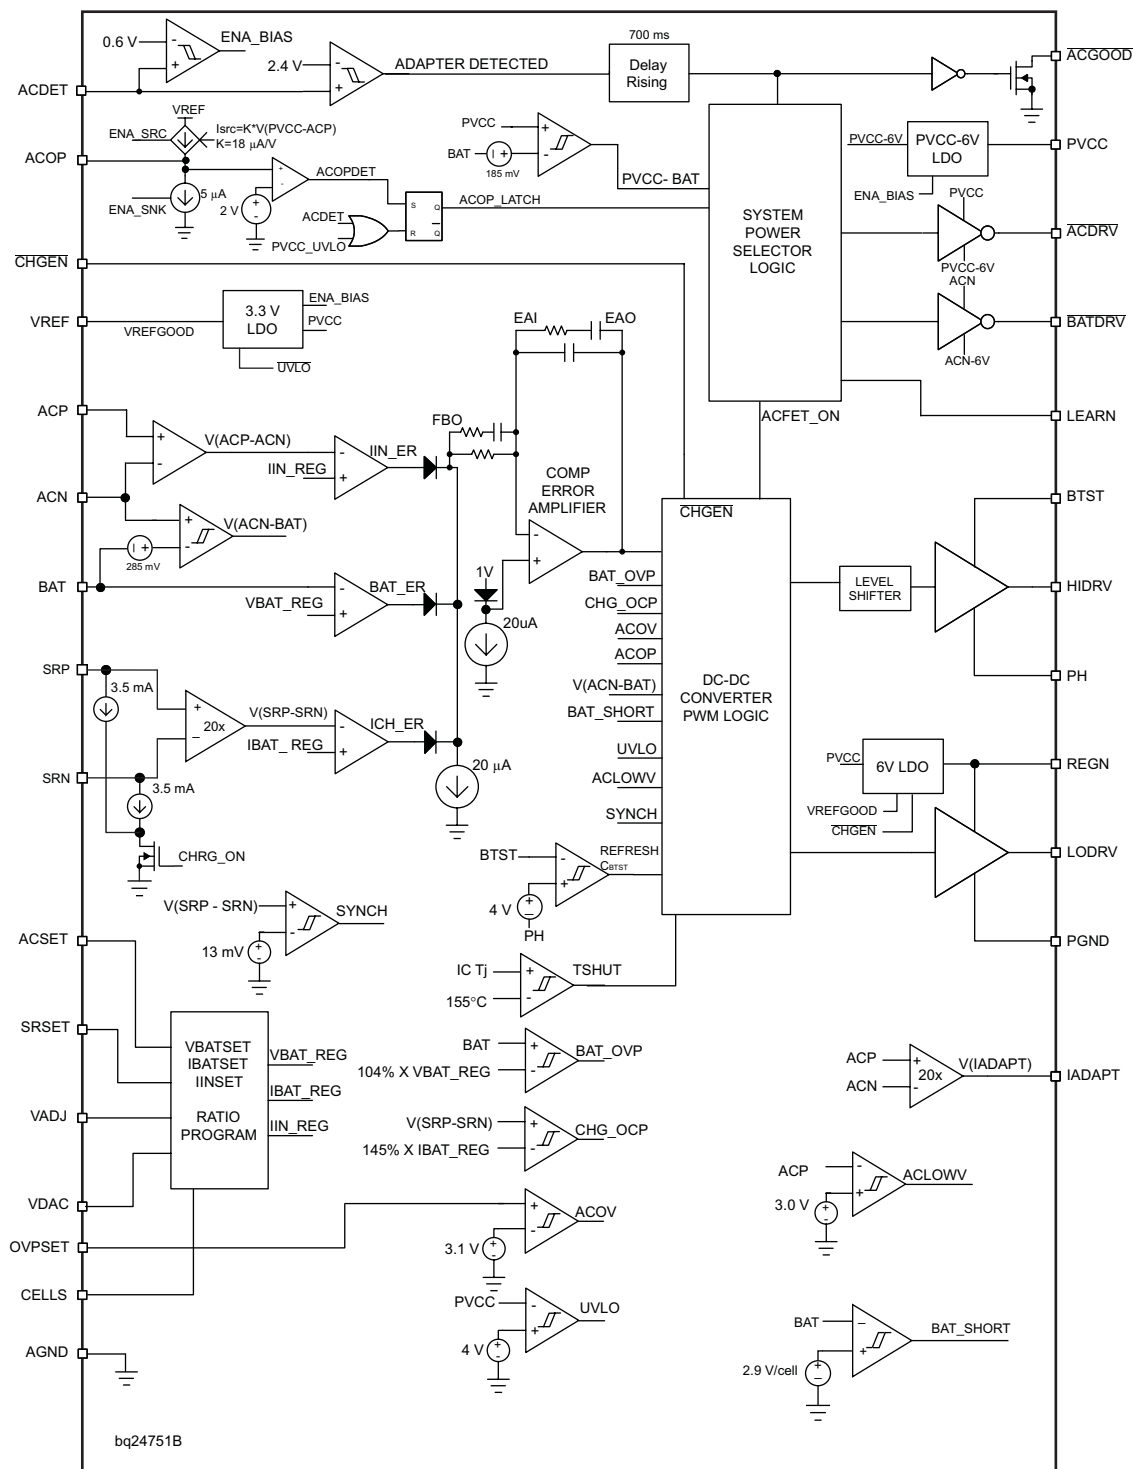 700 ms
0.6 V
ENA_BIAS
2.4 V
ADAPTER DETECTED
Delay
Rising
ACGOOD
ACDET
VREF
ENA_SRC
Isrc=K*V(PVCC-ACP)
K=18 µA/V
ACOP
ACOPDET
5 µA
ENA_SNK
2 V
ACDET
PVCC_UVLO
S
Q
R
Q
ACOP_LATCH
PVCC
BAT
185 mV
PVCC- BAT
SYSTEM
POWER
SELECTOR
LOGIC
PVCC-6V
PVCC-6V
LDO
ENA_BIAS
PVCC
PVCC
ACDRV
PVCC-6V
ACN
BATDRV
ACN-6V
LEARN
ACFET_ON
CHGEN
VREF
VREFGOOD
3.3 V
LDO
ENA_BIAS
PVCC
UVLO
EAI
EAO
FBO
ACP
V(ACP-ACN)
IIN_REG
IIN_ER
ACN
V(ACN-BAT)
285 mV
BAT
VBAT_REG
BAT_ER
COMP
ERROR
AMPLIFIER
1V
20uA
SRP
3.5 mA
20x
V(SRP-SRN)
IBAT_ REG
ICH_ER
20 µA
SRN
3.5 mA
CHRG_ON
CHGEN
BAT_OVP
CHG_OCP
ACOV
ACOP
V(ACN-BAT)
BAT_SHORT
UVLO
ACLOWV
SYNCH
DC-DC
CONVERTER
PWM LOGIC
BTST
LEVEL
SHIFTER
HIDRV
PH
PVCC
6V LDO
REGN
VREFGOOD
CHGEN
LODRV
PGND
BTST
REFRESH
CBTST
4 V
PH
V(SRP - SRN)
SYNCH
13 mV
IC Tj
155°C
TSHUT
ACSET
SRSET
VADJ
VDAC
OVPSET
CELLS
AGND
VBATSET
IBATSET
IINSET
RATIO
PROGRAM
VBAT_REG
IBAT_REG
IIN_REG
BAT
104% X VBAT_REG
BAT_OVP
V(SRP-SRN)
145% X IBAT_REG
CHG_OCP
ACOV
3.1 V
PVCC
UVLO
4 V
ACP
ACN
20x
V(IADAPT)
IADAPT
ACP
3.0 V
ACLOWV
BAT
2.9 V/cell
BAT_SHORT
bq24751B